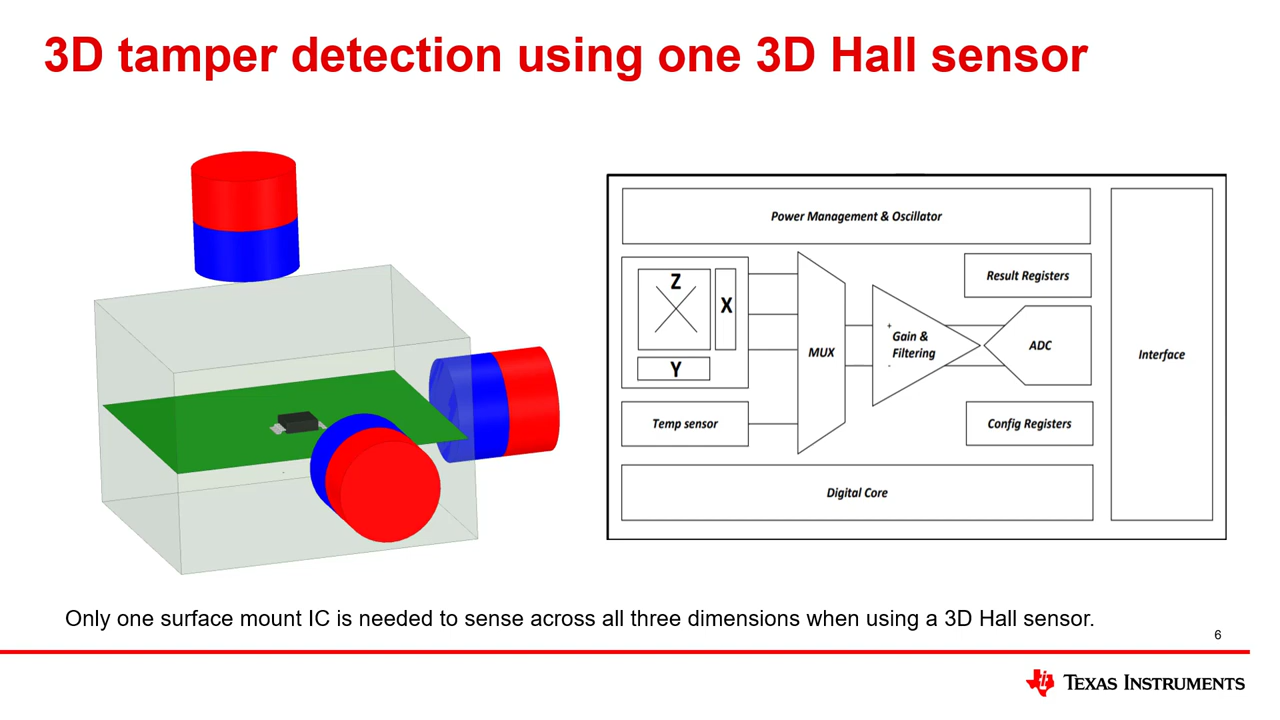 3D tamper detection using one 3D Hall sensor
Power Management & Oscillator
Z
X
Y
Temp sensor
MUX
+
Gain &
Filtering
-
Result Registers
ADC
Config Registers
Digital Core
Interface
Only one surface mount IC is needed to sense across all three dimensions when using a 3D Hall sensor.
6
TEXAS INSTRUMENTS